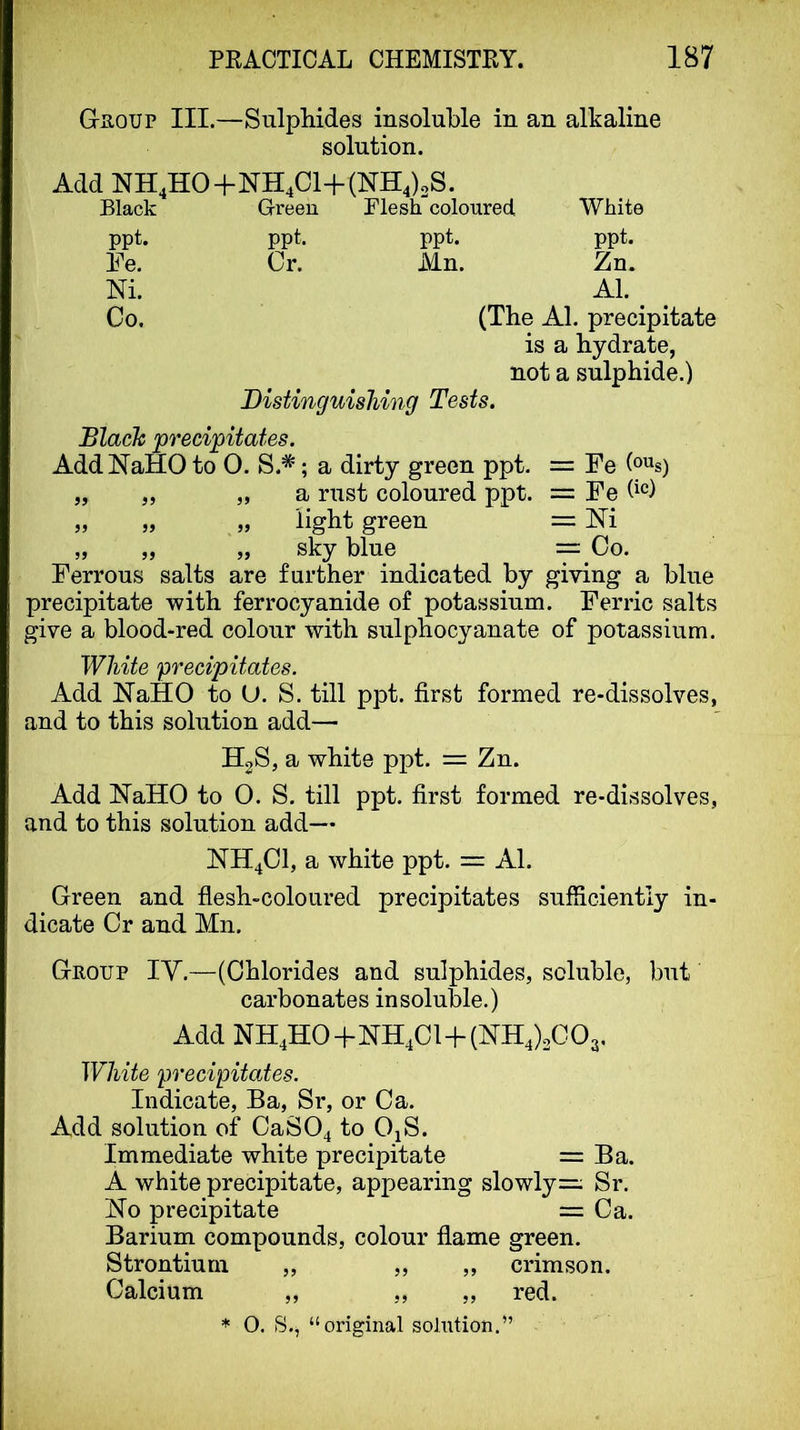 PRACTICAL CHEMISTRY. 187
GROUP III.—Sulphides insoluble in an alkaline
solution.
Add NH₄HO+NH₄Cl+(NH₄)₂S.
Black Green Flesh coloured White
ppt. ppt. ppt. ppt.
Fe. Cr. Mn. Zn.
Ni. Al.
Co. (The Al. precipitate
is a hydrate,
not a sulphide.)
Distinguishing Tests.
Black precipitates.
Add NaHO to O. S.*; a dirty green ppt. = Fe (ous)
„ „ „ a rust coloured ppt. = Fe (ic)
„ „ „ light green = Ni
„ „ „ sky blue = Co.
Ferrous salts are further indicated by giving a blue
precipitate with ferrocyanide of potassium. Ferric salts
give a blood-red colour with sulphocyanate of potassium.
White precipitates.
Add NaHO to O. S. till ppt. first formed re-dissolves,
and to this solution add—
H₂S, a white ppt. = Zn.
Add NaHO to O. S. till ppt. first formed re-dissolves,
and to this solution add—
NH₄Cl, a white ppt. = Al.
Green and flesh-coloured precipitates sufficiently in-
dicate Cr and Mn.
GROUP IV.—(Chlorides and sulphides, soluble, but
carbonates insoluble.)
Add NH₄HO+NH₄Cl+(NH₄)₂CO₃.
White precipitates.
Indicate, Ba, Sr, or Ca.
Add solution of CaSO₄ to O₁S.
Immediate white precipitate = Ba.
A white precipitate, appearing slowly = Sr.
No precipitate = Ca.
Barium compounds, colour flame green.
Strontium „ „ „ crimson.
Calcium „ „ „ red.
* O. S., “original solution.”